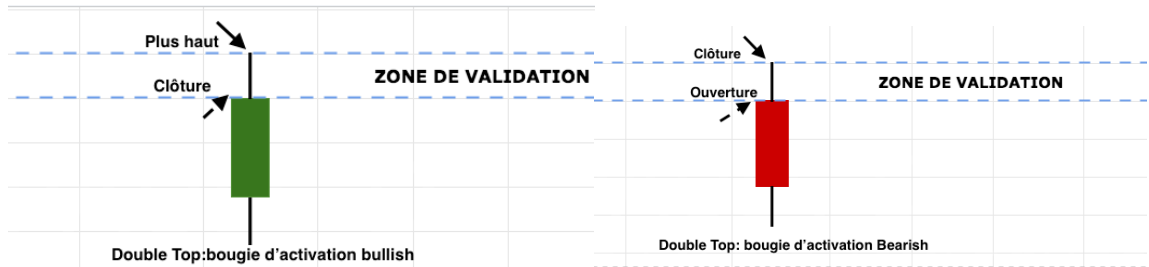 Plus haut
ZONE DE VALIDATION
Clôture
Double Top:bougie d'activation bullish
Clôture
ZONE DE VALIDATION
Ouverture
Double Top: bougie d'activation Bearish